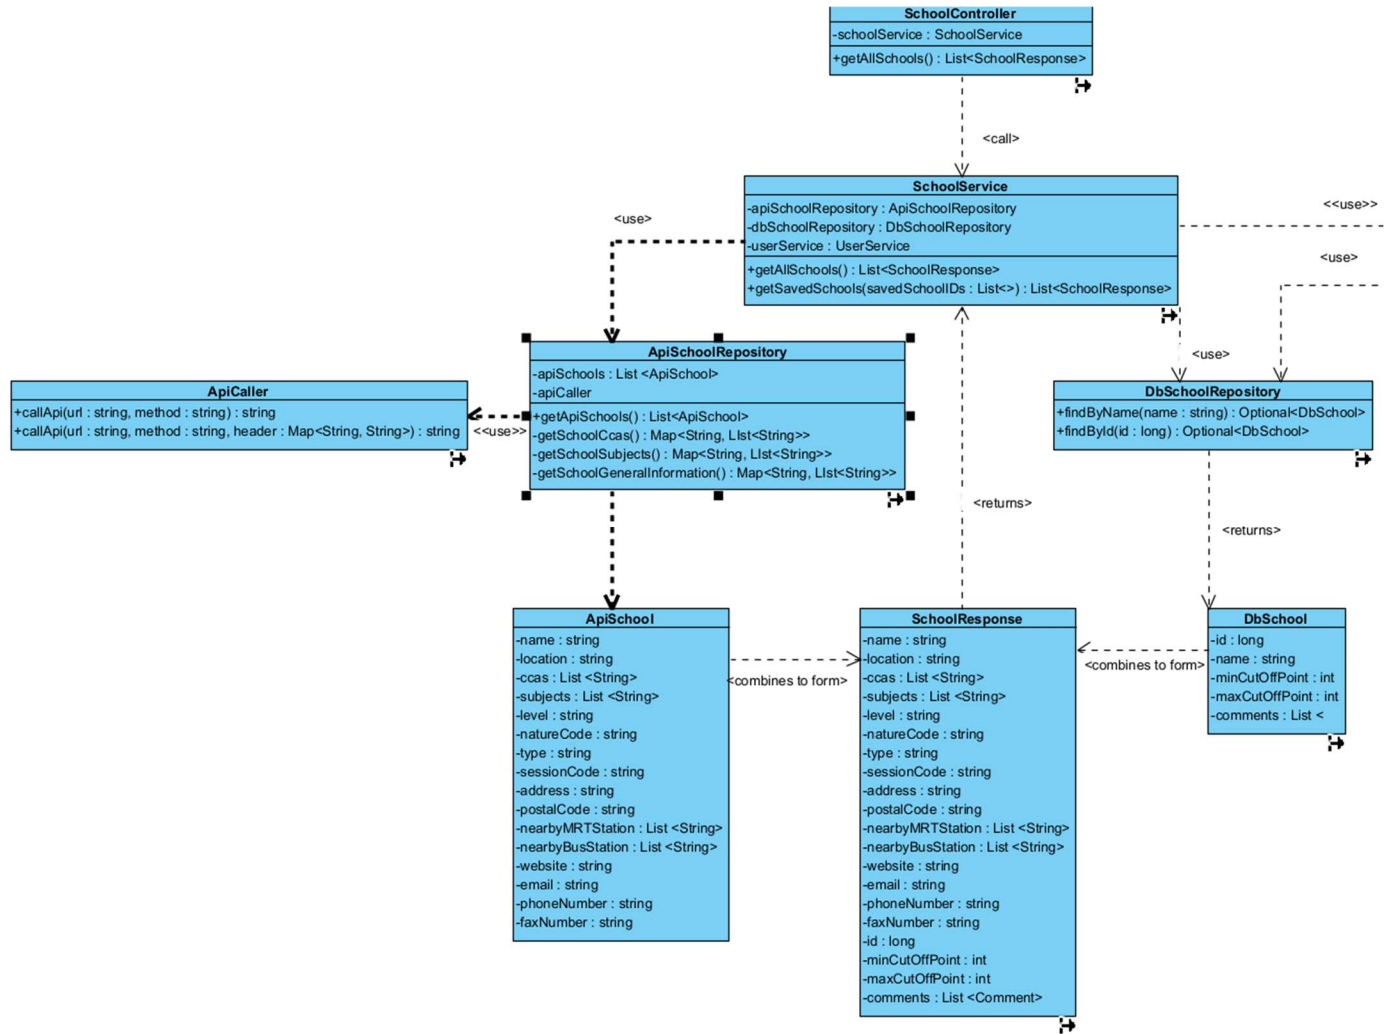 SchoolController
-schoolService : SchoolService
+getAllSchools() : List<SchoolResponse>
<call>
SchoolService
-apiSchoolRepository : ApiSchoolRepository
-dbSchoolRepository : DbSchoolRepository
-userService : UserService
+getAllSchools() : List<SchoolResponse>
+getSavedSchools(savedSchoolIDs : List<>) : List<SchoolResponse>
<use>
<<use>>
<use>
<use>
ApiSchoolRepository
-apiSchools : List <ApiSchool>
-apiCaller
+getApiSchools() : List<ApiSchool>
-getSchoolCcas() : Map<String, LIst<String>>
-getSchoolSubjects() : Map<String, LIst<String>>
-getSchoolGeneralInformation() : Map<String, LIst<String>>
ApiCaller
+callApi(url : string, method : string) : string
+callApi(url : string, method : string, header : Map<String, String>) : string
<<use>>
DbSchoolRepository
+findByName(name : string) : Optional<DbSchool>
+findById(id : long) : Optional<DbSchool>
<returns>
<returns>
ApiSchool
-name : string
-location : string
-ccas : List <String>
-subjects : List <String>
-level : string
-natureCode : string
-type : string
-sessionCode : string
-address : string
-postalCode : string
-nearbyMRTStation : List <String>
-nearbyBusStation : List <String>
-website : string
-email : string
-phoneNumber : string
-faxNumber : string
<combines to form>
SchoolResponse
-name : string
-location : string
-ccas : List <String>
-subjects : List <String>
-level : string
-natureCode : string
-type : string
-sessionCode : string
-address : string
-postalCode : string
-nearbyMRTStation : List <String>
-nearbyBusStation : List <String>
-website : string
-email : string
-phoneNumber : string
-faxNumber : string
-id : long
-minCutOffPoint : int
-maxCutOffPoint : int
-comments : List <Comment>
<combines to form>
DbSchool
-id : long
-name : string
-minCutOffPoint : int
-maxCutOffPoint : int
-comments : List <